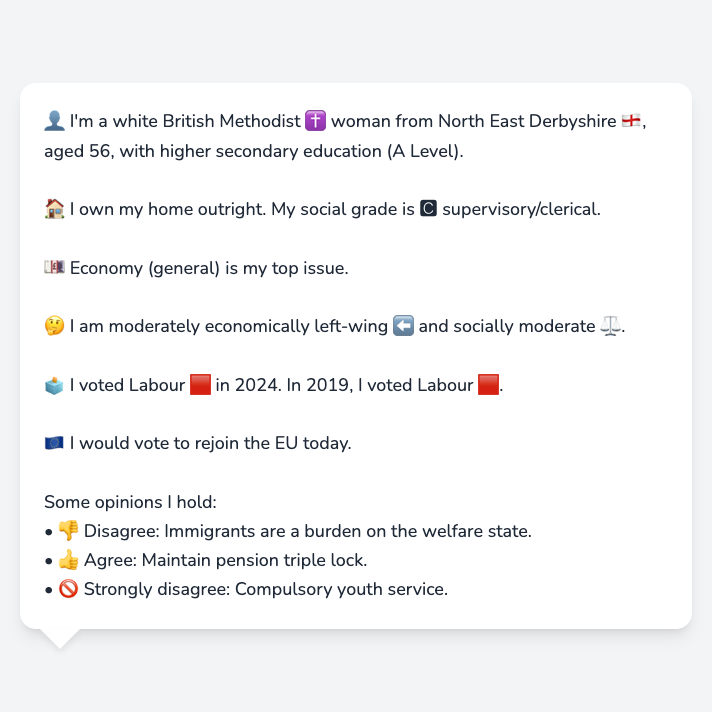 👤 I'm a white British Methodist ✝️ woman from North East Derbyshire 🏴󠁧󠁢󠁥󠁮󠁧󠁿,
aged 56, with higher secondary education (A Level).
🏠 I own my home outright. My social grade is C supervisory/clerical.
💷 Economy (general) is my top issue.
🤔 I am moderately economically left-wing ⬅️ and socially moderate ⚖️.
🗳️ I voted Labour 🟥 in 2024. In 2019, I voted Labour 🟥.
🇪🇺 I would vote to rejoin the EU today.
Some opinions I hold:
• 👎 Disagree: Immigrants are a burden on the welfare state.
• 👍 Agree: Maintain pension triple lock.
• 🚫 Strongly disagree: Compulsory youth service.